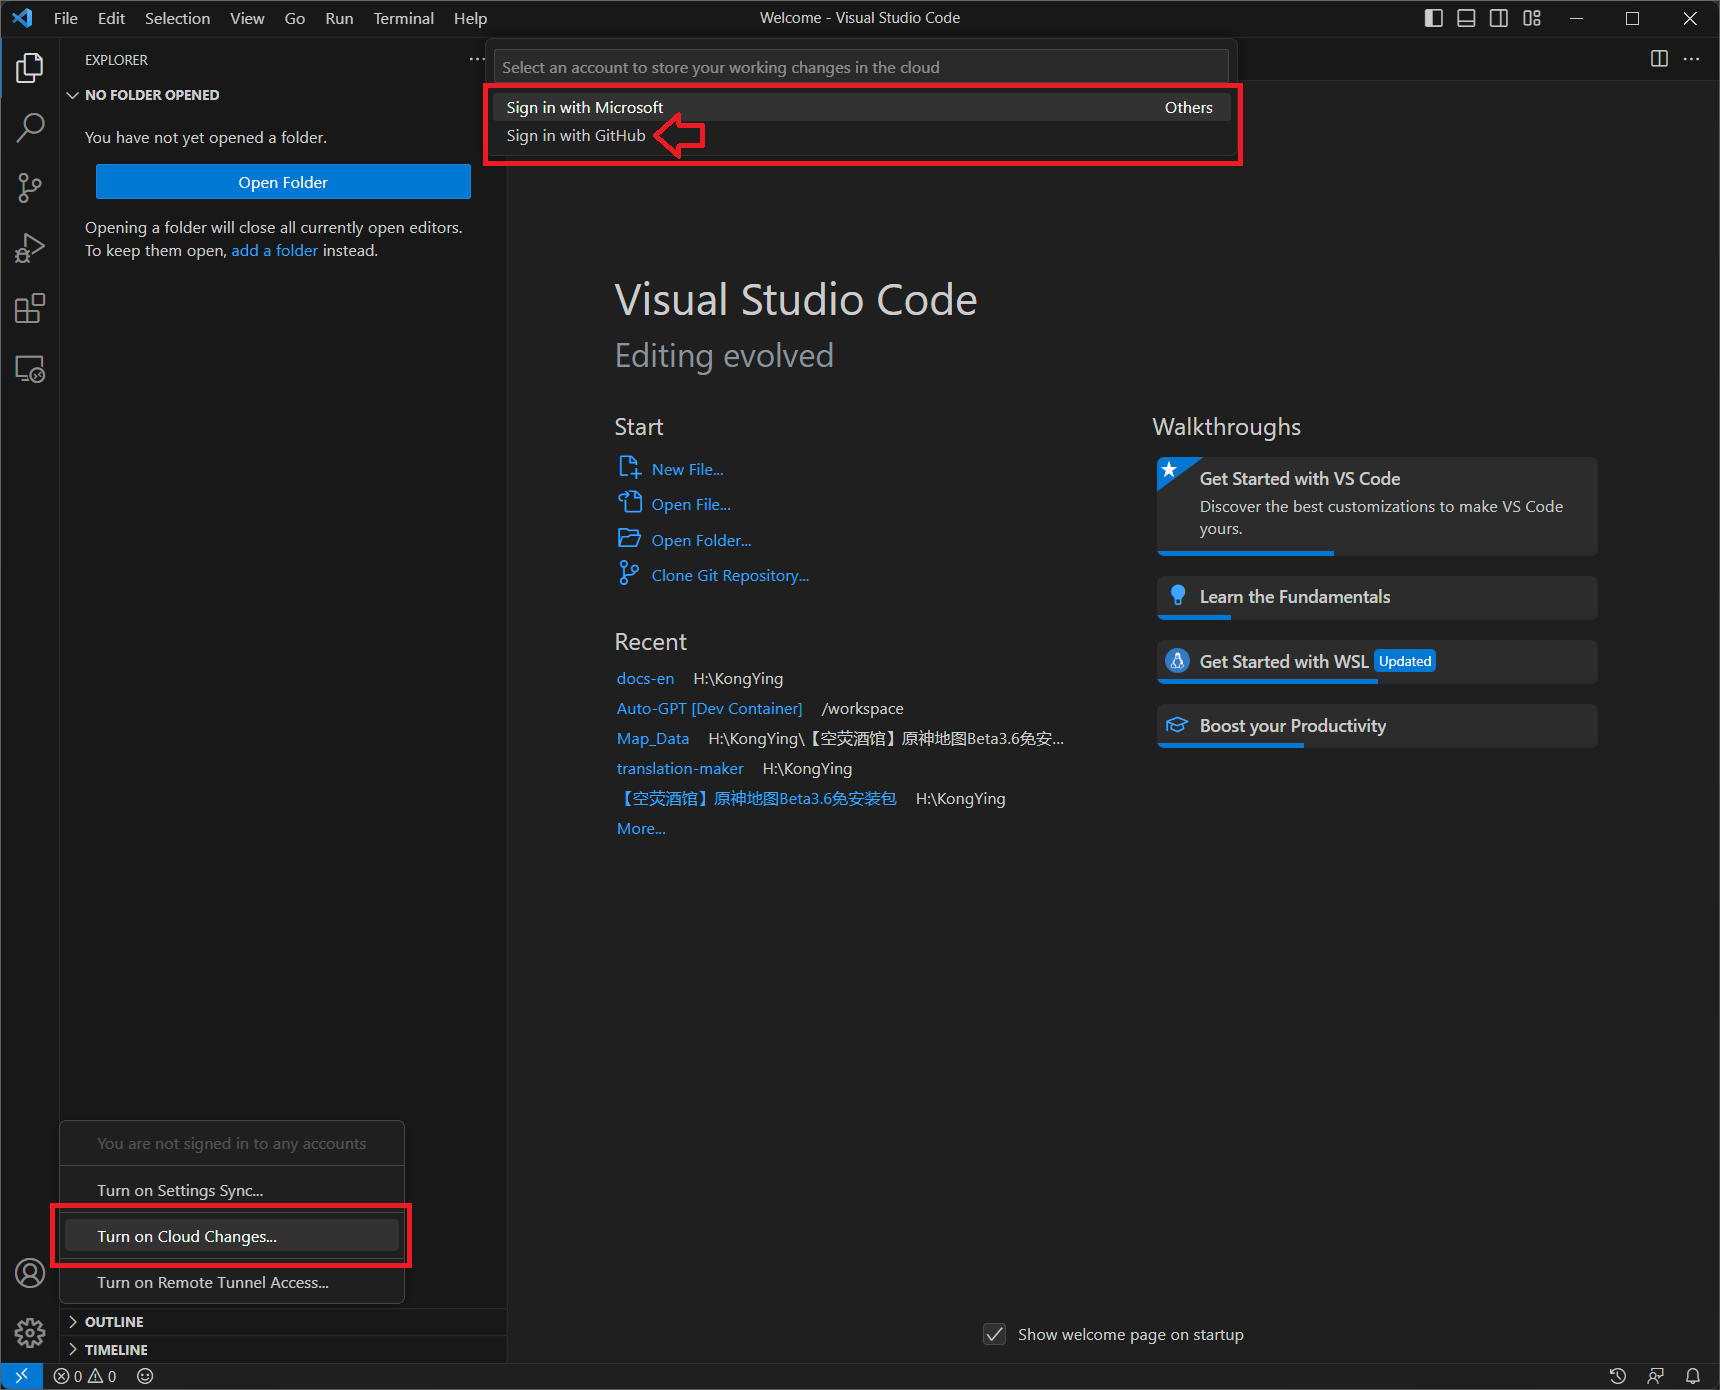 File Edit Selection View Go Run Terminal Help
Welcome - Visual Studio Code
EXPLORER
NO FOLDER OPENED
You have not yet opened a folder.
Open Folder
Opening a folder will close all currently open editors.
To keep them open, add a folder instead.
Select an account to store your working changes in the cloud
Sign in with Microsoft Others
Sign in with GitHub
Visual Studio Code
Editing evolved
Start
New File...
Open File...
Open Folder...
Clone Git Repository...
Recent
docs-en H:\KongYing
Auto-GPT [Dev Container] /workspace
Map_Data H:\KongYing\【空荧酒馆】原神地图Beta3.6免安...
translation-maker H:\KongYing
【空荧酒馆】原神地图Beta3.6免安装包 H:\KongYing
More...
Walkthroughs
Get Started with VS Code
Discover the best customizations to make VS Code
yours.
Learn the Fundamentals
Get Started with WSL Updated
Boost your Productivity
You are not signed in to any accounts
Turn on Settings Sync...
Turn on Cloud Changes...
Turn on Remote Tunnel Access...
OUTLINE
TIMELINE
Show welcome page on startup
0 0